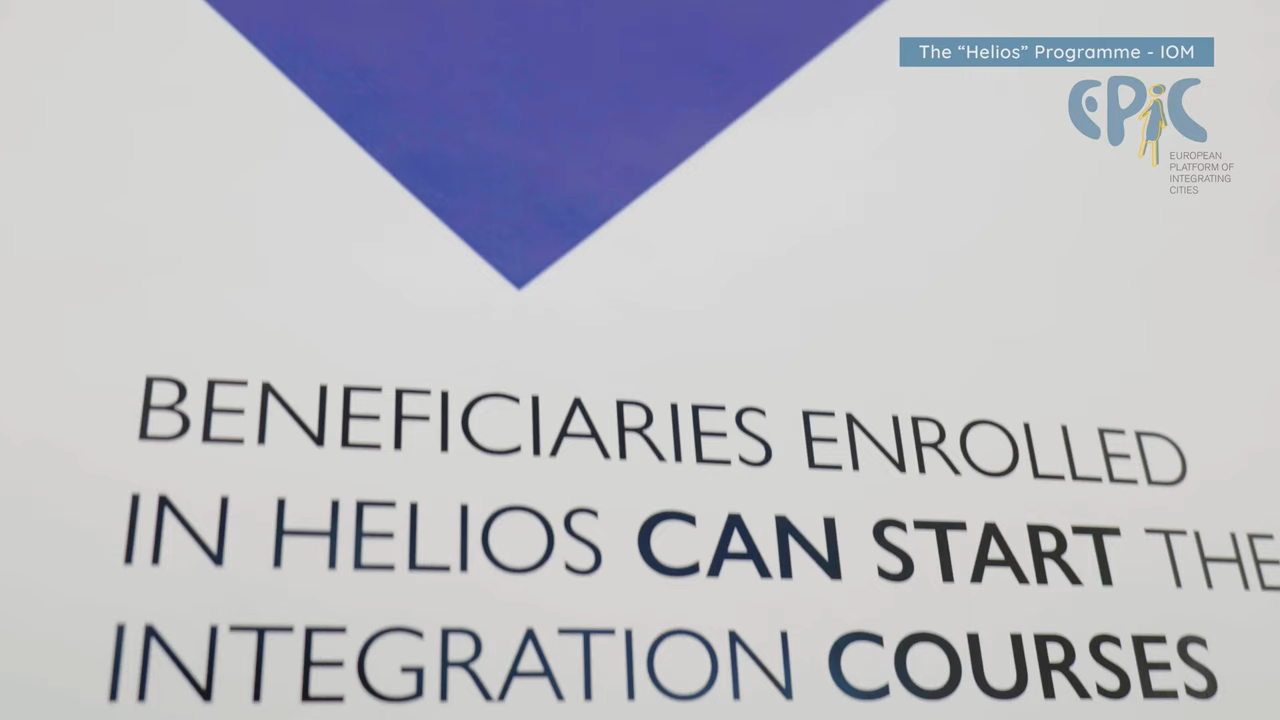 The “Helios” Programme - IOM
EPiC
EUROPEAN
PLATFORM OF
INTEGRATING
CITIES
BENEFICIARIES ENROLLED
IN HELIOS CAN START THE
INTEGRATION COURSES